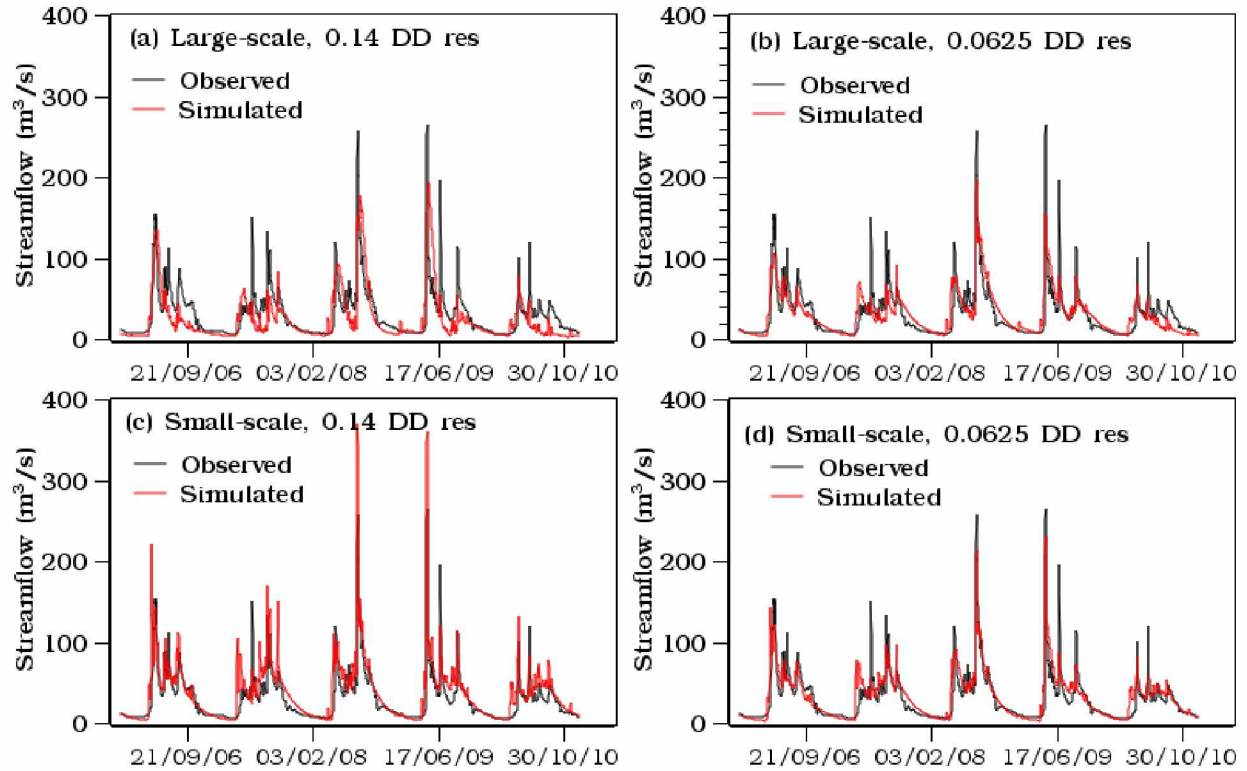 (a) Large-scale, 0.14 DD res
Observed
Simulated
Streamflow (m³/s)
400
300
200
100
0
21/09/06 03/02/08 17/06/09 30/10/10
(b) Large-scale, 0.0625 DD res
Observed
Simulated
Streamflow (m³/s)
400
300
200
100
0
21/09/06 03/02/08 17/06/09 30/10/10
(c) Small-scale, 0.14 DD res
Observed
Simulated
Streamflow (m³/s)
400
300
200
100
0
21/09/06 03/02/08 17/06/09 30/10/10
(d) Small-scale, 0.0625 DD res
Observed
Simulated
Streamflow (m³/s)
400
300
200
100
0
21/09/06 03/02/08 17/06/09 30/10/10